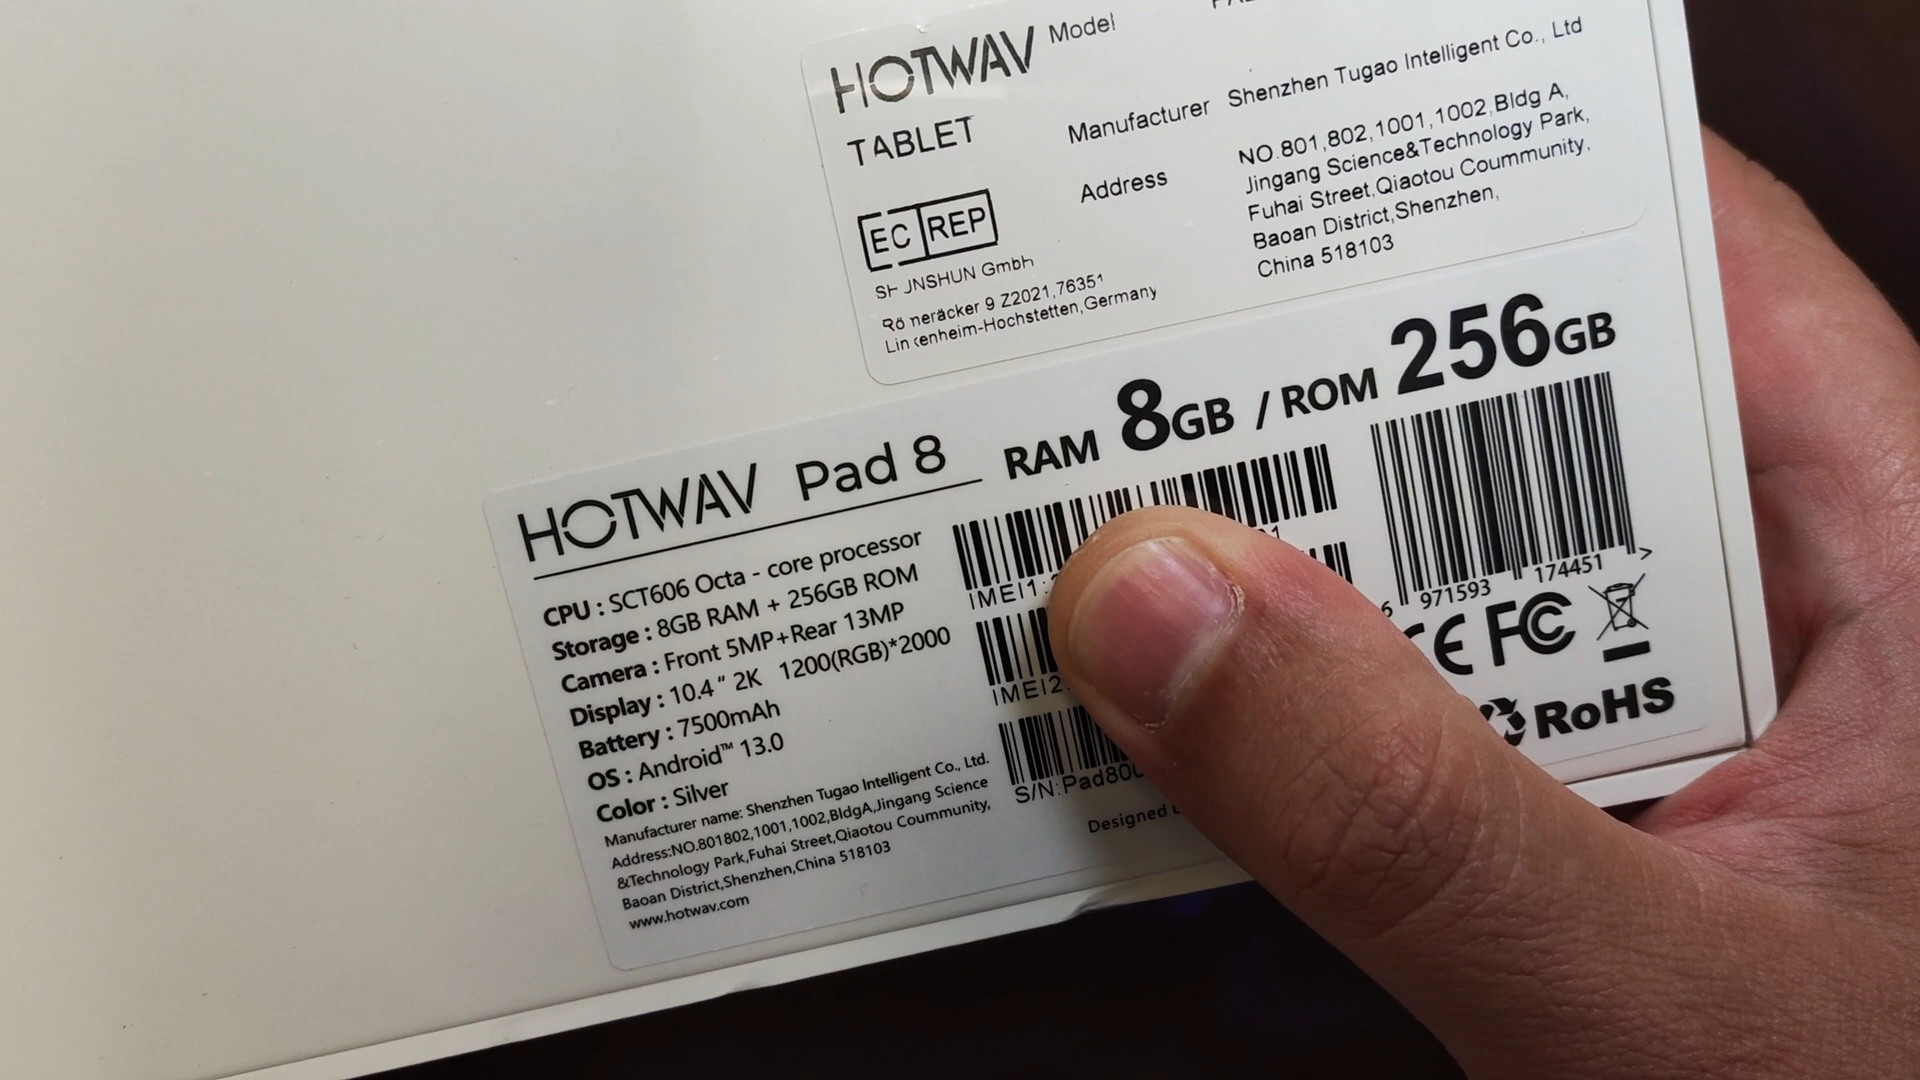 HOTWAV Model
TABLET
Manufacturer Shenzhen Tugao Intelligent Co., Ltd
Address NO.801,802,1001,1002,Bldg A,
Jingang Science&Technology Park,
Fuhai Street,Qiaotou Coummunity,
Baoan District,Shenzhen,
China 518103
EC REP
GmbH
9 Z2021,76351
Germany
HOTWAV Pad 8
RAM 8GB / ROM 256GB
CPU : SCT606 Octa - core processor
Storage : 8GB RAM + 256GB ROM
Camera : Front 5MP+Rear 13MP
Display : 10.4 " 2K 1200(RGB)*2000
Battery : 7500mAh
OS : Android™ 13.0
Color : Silver
Manufacturer name: Shenzhen Tugao Intelligent Co., Ltd.
Address:NO.801802,1001,1002,BldgA,Jingang Science
&Technology Park,Fuhai Street,Qiaotou Coummunity,
Baoan District,Shenzhen,China 518103
www.hotwav.com
IMEI1:
IMEI2:
S/N:
Designed
6 971593 174451 >
CE FC
RoHS